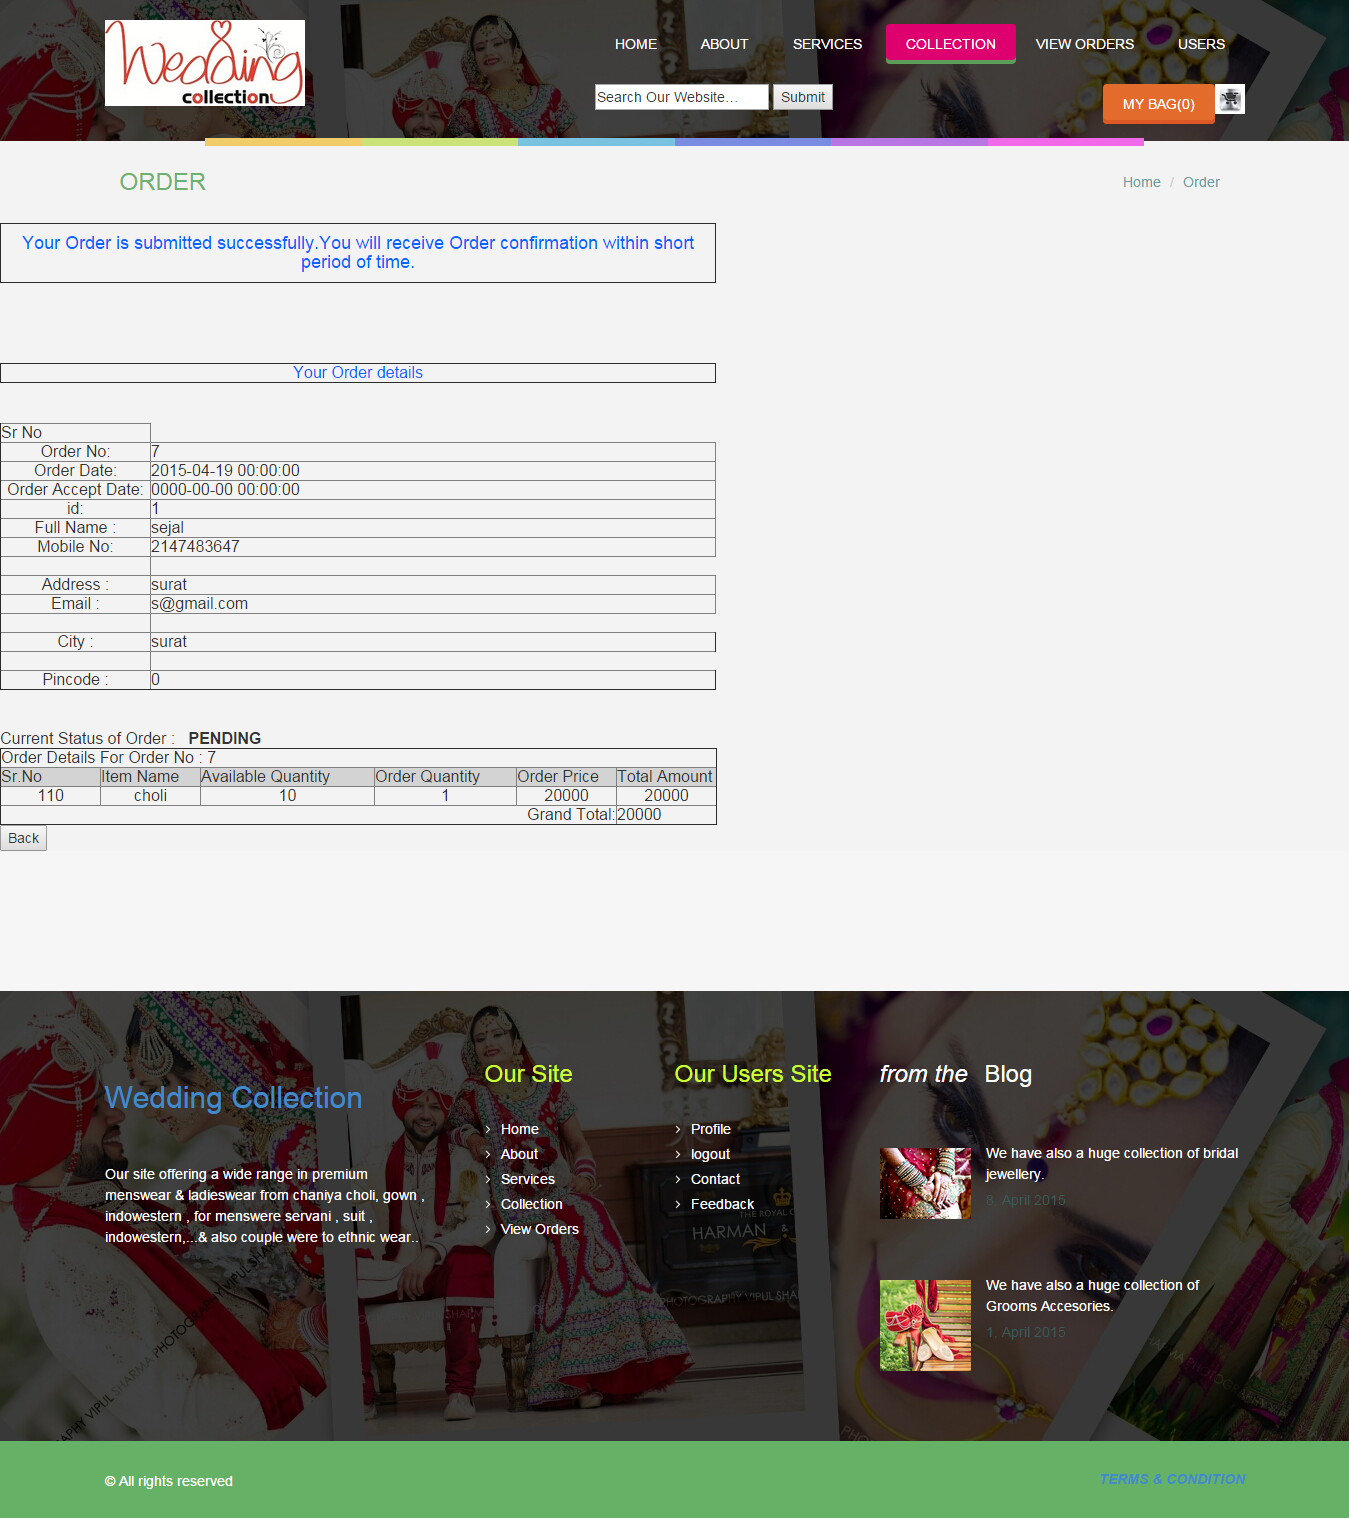 Wedding
collection
HOME ABOUT SERVICES COLLECTION VIEW ORDERS USERS
Search Our Website... Submit
MY BAG(0)
ORDER
Home / Order
Your Order is submitted successfully.You will receive Order confirmation within short
period of time.
Your Order details
Sr No
Order No: 7
Order Date: 2015-04-19 00:00:00
Order Accept Date: 0000-00-00 00:00:00
id: 1
Full Name : sejal
Mobile No: 2147483647
Address : surat
Email : s@gmail.com
City : surat
Pincode : 0
Current Status of Order : PENDING
Order Details For Order No : 7
Sr.No Item Name Available Quantity Order Quantity Order Price Total Amount
110 choli 10 1 20000 20000
Grand Total: 20000
Back
Wedding Collection
Our site offering a wide range in premium
menswear & ladieswear from chaniya choli, gown ,
indowestern , for menswere servani , suit ,
indowestern,...& also couple were to ethnic wear..
Our Site
Home
About
Services
Collection
View Orders
Our Users Site
Profile
logout
Contact
Feedback
from the Blog
We have also a huge collection of bridal
jewellery.
8, April 2015
We have also a huge collection of
Grooms Accesories.
1, April 2015
HARMAN &
PHOTOGRAPHY VIPUL SHARMA
© All rights reserved
TERMS & CONDITION